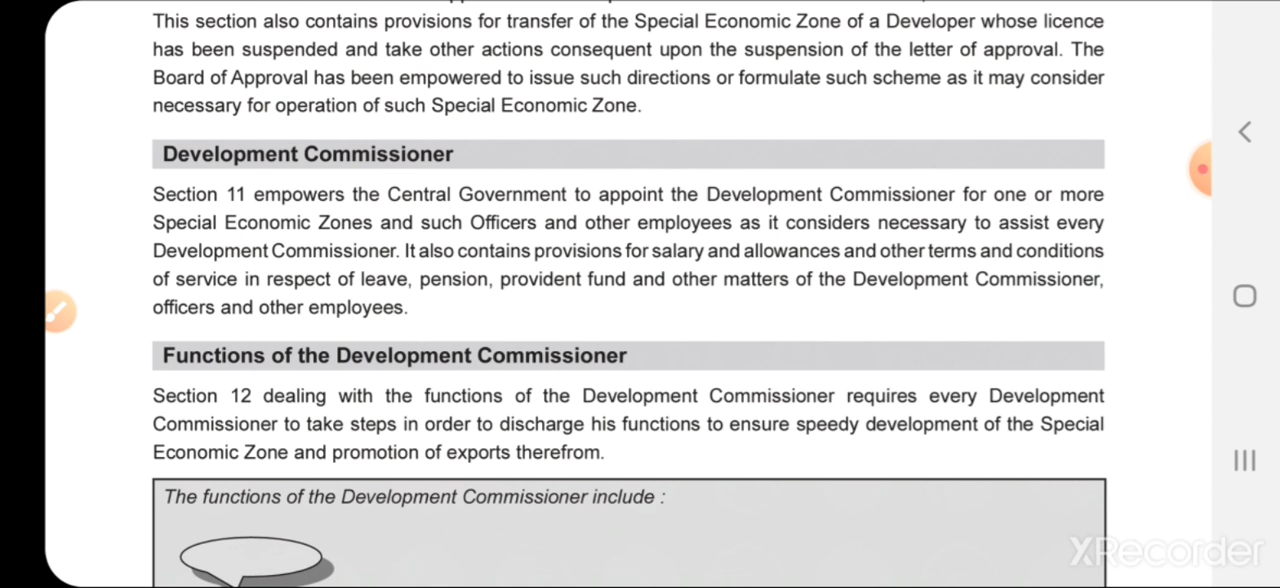 This section also contains provisions for transfer of the Special Economic Zone of a Developer whose licence
has been suspended and take other actions consequent upon the suspension of the letter of approval. The
Board of Approval has been empowered to issue such directions or formulate such scheme as it may consider
necessary for operation of such Special Economic Zone.
Development Commissioner
Section 11 empowers the Central Government to appoint the Development Commissioner for one or more
Special Economic Zones and such Officers and other employees as it considers necessary to assist every
Development Commissioner. It also contains provisions for salary and allowances and other terms and conditions
of service in respect of leave, pension, provident fund and other matters of the Development Commissioner,
officers and other employees.
Functions of the Development Commissioner
Section 12 dealing with the functions of the Development Commissioner requires every Development
Commissioner to take steps in order to discharge his functions to ensure speedy development of the Special
Economic Zone and promotion of exports therefrom.
The functions of the Development Commissioner include :
XRecorder